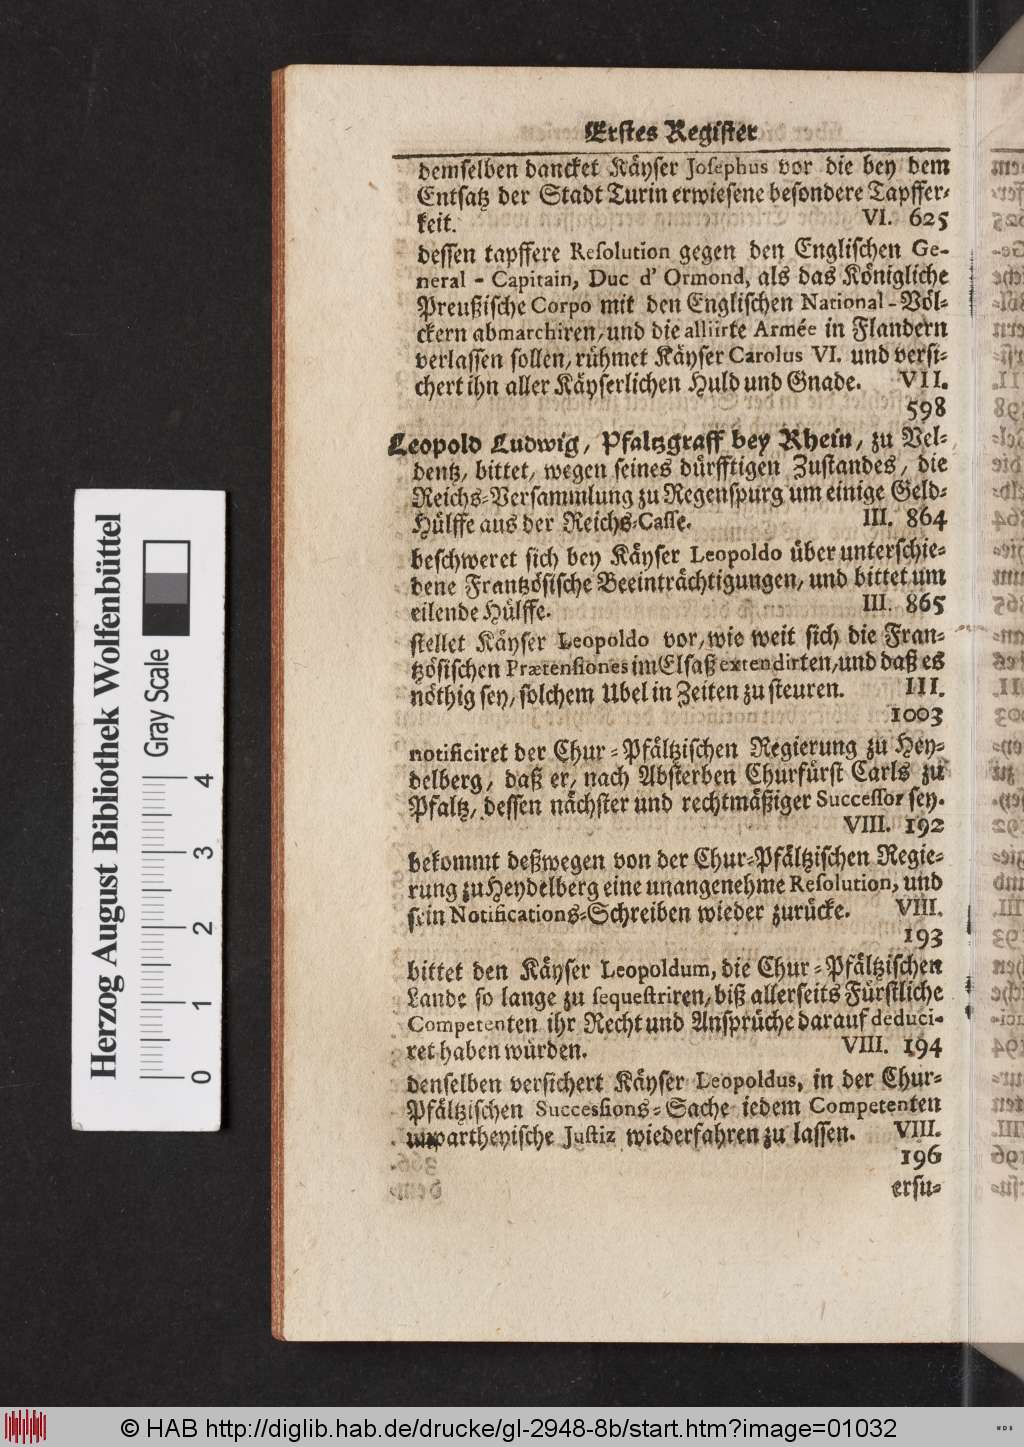 Erstes Register
demselben dancket Käyser Josephus vor die bey dem
Entsatz der Stadt Turin erwiesene besondere Tapffer-
keit. VI. 625
dessen tapffere Resolution gegen den Englischen Ge-
neral - Capitain, Duc d' Ormond, als das Königliche
Preußische Corpo mit den Englischen National-Völ-
ckern abmarchiren, und die alliirte Armée in Flandern
verlassen sollen, rühmet Käyser Carolus VI. und versi-
chert ihn aller Käyserlichen Huld und Gnade. VII.
598
Leopold Ludwig, Pfaltzgraff bey Rhein, zu Vel-
dentz, bittet, wegen seines dürfftigen Zustandes, die
Reichs-Versammlung zu Regenspurg um einige Geld-
Hülffe aus der Reichs-Casse. III. 864
beschweret sich bey Käyser Leopoldo über unterschie-
dene Frantzösische Beeinträchtigungen, und bittet um
eilende Hülffe. III. 865
stellet Käyser Leopoldo vor, wie weit sich die Fran-
tzösischen Prætensiones im Elsaß extendirten, und daß es
nöthig sey, solchem Ubel in Zeiten zu steuren. III.
1003
notificiret der Chur-Pfältzischen Regierung zu Hey-
delberg, daß er, nach Absterben Churfürst Carls zu
Pfaltz, dessen nächster und rechtmäßiger Successor sey.
VIII. 192
bekommt deßwegen von der Chur-Pfältzischen Regie-
rung zu Heydelberg eine unangenehme Resolution, und
sein Notifications-Schreiben wieder zurücke. VIII.
193
bittet den Käyser Leopoldum, die Chur-Pfältzischen
Lande so lange zu sequestriren, biß allerseits Fürstliche
Competenten ihr Recht und Ansprüche darauf deduci-
ret haben würden. VIII. 194
denselben versichert Käyser Leopoldus, in der Chur-
Pfältzischen Successions-Sache iedem Competenten
unpartheyische Justiz wiederfahren zu lassen. VIII.
196
ersu-
Herzog August Bibliothek Wolfenbüttel
Gray Scale
0 1 2 3 4
© HAB http://diglib.hab.de/drucke/gl-2948-8b/start.htm?image=01032